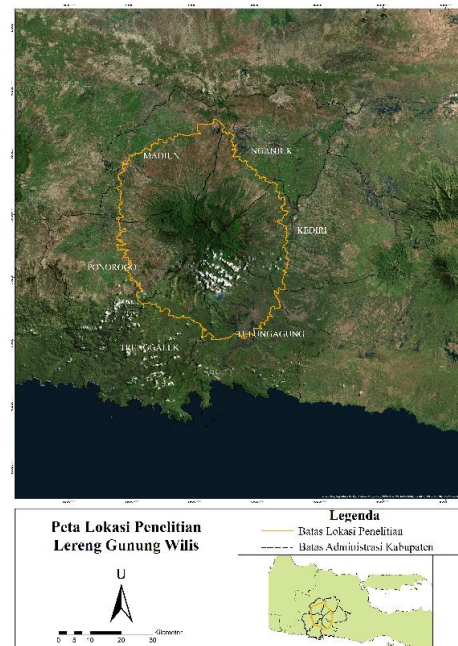 MADIUN
NGANJUK
KEDIRI
PONOROGO
TULUNGAGUNG
TRENGGALEK
Peta Lokasi Penelitian
Lereng Gunung Wilis
U
0 5 10 20 30
Kilometer
Legenda
Batas Lokasi Penelitian
Batas Administrasi Kabupaten